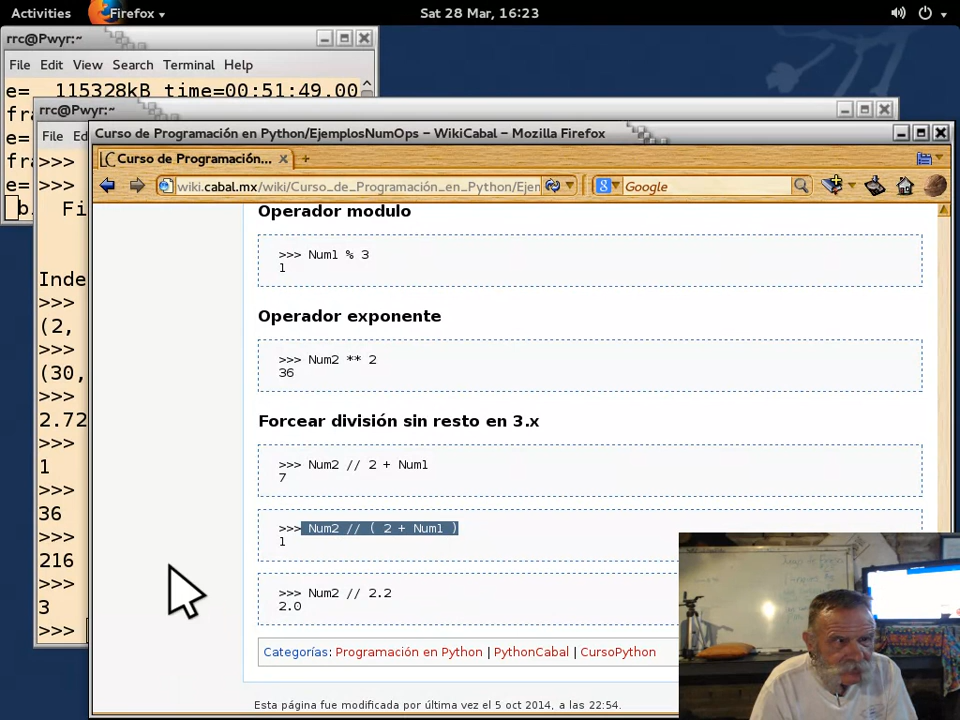 Activities Firefox Sat 28 Mar, 16:23
rrc@Pwyr:~
File Edit View Search Terminal Help
e= 115328kB time=00:51:49.00
rrc@Pwyr:~
File Ed
Curso de Programación en Python/EjemplosNumOps – WikiCabal – Mozilla Firefox
Curso de Programación...
wiki.cabal.mx/wiki/Curso_de_Programación_en_Python/Ejem
Google
fra
e=
fra
e=
b
>>>
>>>
Fi
Inde
>>>
(2,
>>>
(30,
>>>
2.72
>>>
1
>>>
36
>>>
216
>>>
3
>>>
Operador modulo
>>> Num1 % 3
1
Operador exponente
>>> Num2 ** 2
36
Forcear división sin resto en 3.x
>>> Num2 // 2 + Num1
7
>>> Num2 // ( 2 + Num1 )
1
>>> Num2 // 2.2
2.0
Categorías: Programación en Python | PythonCabal | CursoPython
Esta página fue modificada por última vez el 5 oct 2014, a las 22:54.